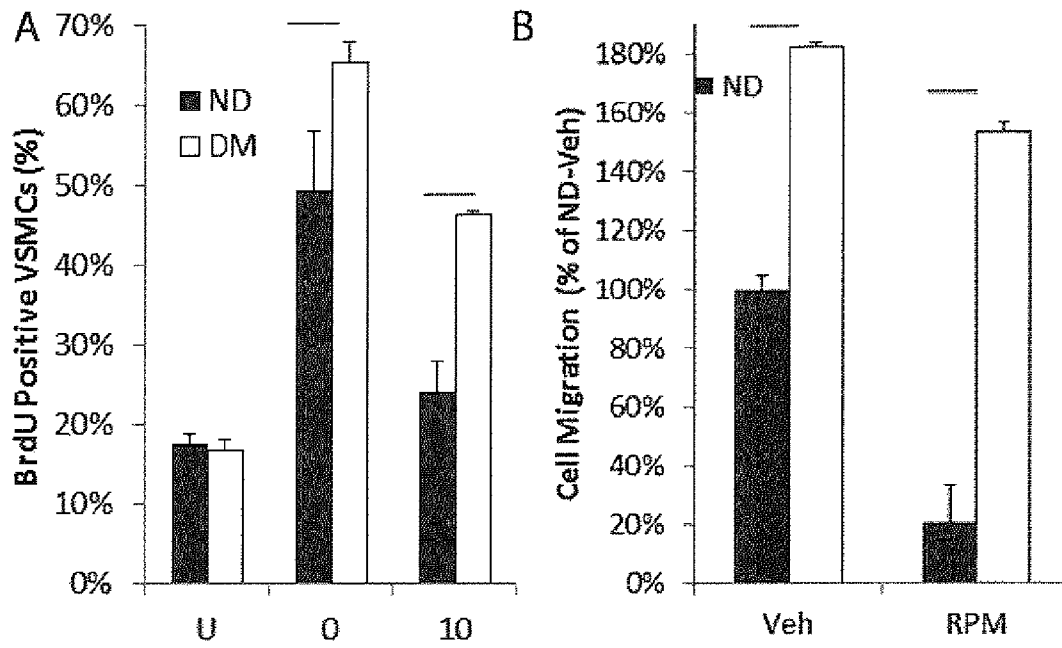 A
BrdU Positive VSMCs (%)
70%
60%
50%
40%
30%
20%
10%
0%
ND
DM
U
0
10
B
Cell Migration (% of ND-Veh)
180%
160%
140%
120%
100%
80%
60%
40%
20%
0%
ND
Veh
RPM